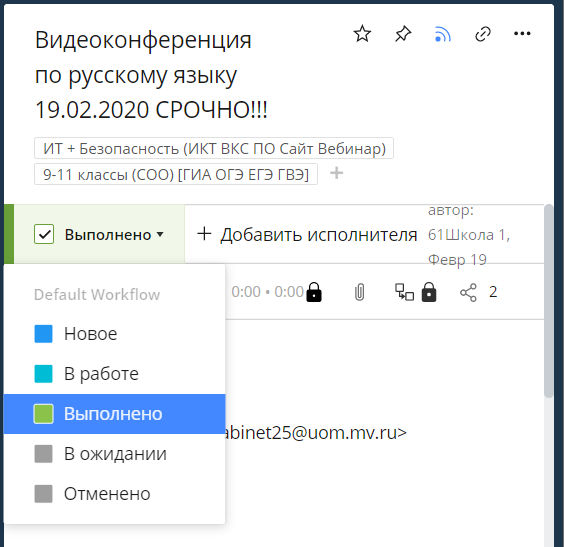 Видеоконференция
по русскому языку
19.02.2020 СРОЧНО!!!
ИТ + Безопасность (ИКТ ВКС ПО Сайт Вебинар)
9-11 классы (СОО) [ГИА ОГЭ ЕГЭ ГВЭ]
Выполнено
+ Добавить исполнителя
автор:
61Школа 1,
Февр 19
0:00 • 0:00
2
Default Workflow
Новое
В работе
Выполнено
abinet25@uom.mv.ru>
В ожидании
Отменено